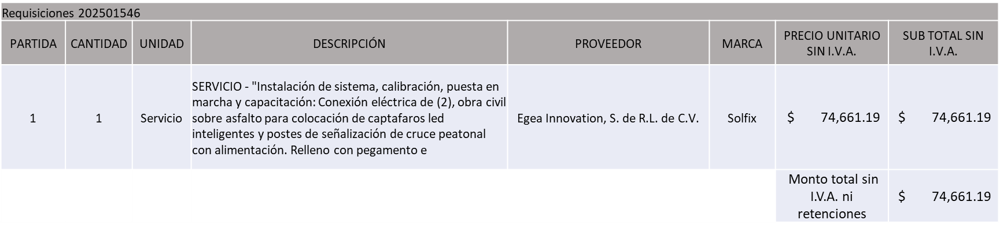 Requisiciones 202501546
PARTIDA CANTIDAD UNIDAD DESCRIPCIÓN PROVEEDOR MARCA PRECIO UNITARIO SIN I.V.A. SUB TOTAL SIN I.V.A.
1 1 Servicio
SERVICIO - "Instalación de sistema, calibración, puesta en
marcha y capacitación: Conexión eléctrica de (2), obra civil
sobre asfalto para colocación de captafaros led
inteligentes y postes de señalización de cruce peatonal
con alimentación. Relleno con pegamento e
Egea Innovation, S. de R.L. de C.V. Solfix $ 74,661.19 $ 74,661.19
Monto total sin
I.V.A. ni
retenciones
$ 74,661.19